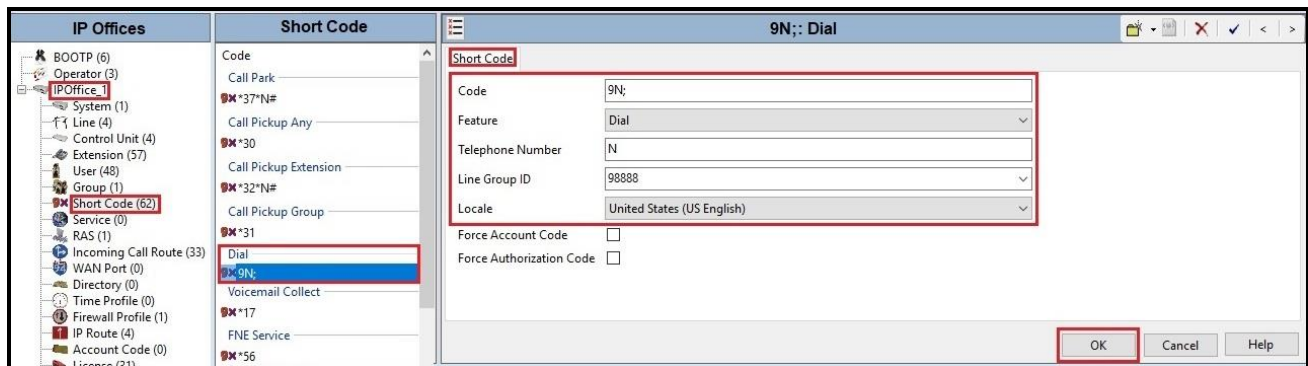 IP Offices
BOOTP (6)
Operator (3)
IPOffice_1
System (1)
Line (4)
Control Unit (4)
Extension (57)
User (48)
Group (1)
Short Code (62)
Service (0)
RAS (1)
Incoming Call Route (33)
WAN Port (0)
Directory (0)
Time Profile (0)
Firewall Profile (1)
IP Route (4)
Account Code (0)
License (31)
Short Code
Code
Call Park
*37*N#
Call Pickup Any
*30
Call Pickup Extension
*32*N#
Call Pickup Group
*31
Dial
9N;
Voicemail Collect
*17
FNE Service
*56
9N;: Dial
Short Code
Code 9N;
Feature Dial
Telephone Number N
Line Group ID 98888
Locale United States (US English)
Force Account Code
Force Authorization Code
OK Cancel Help